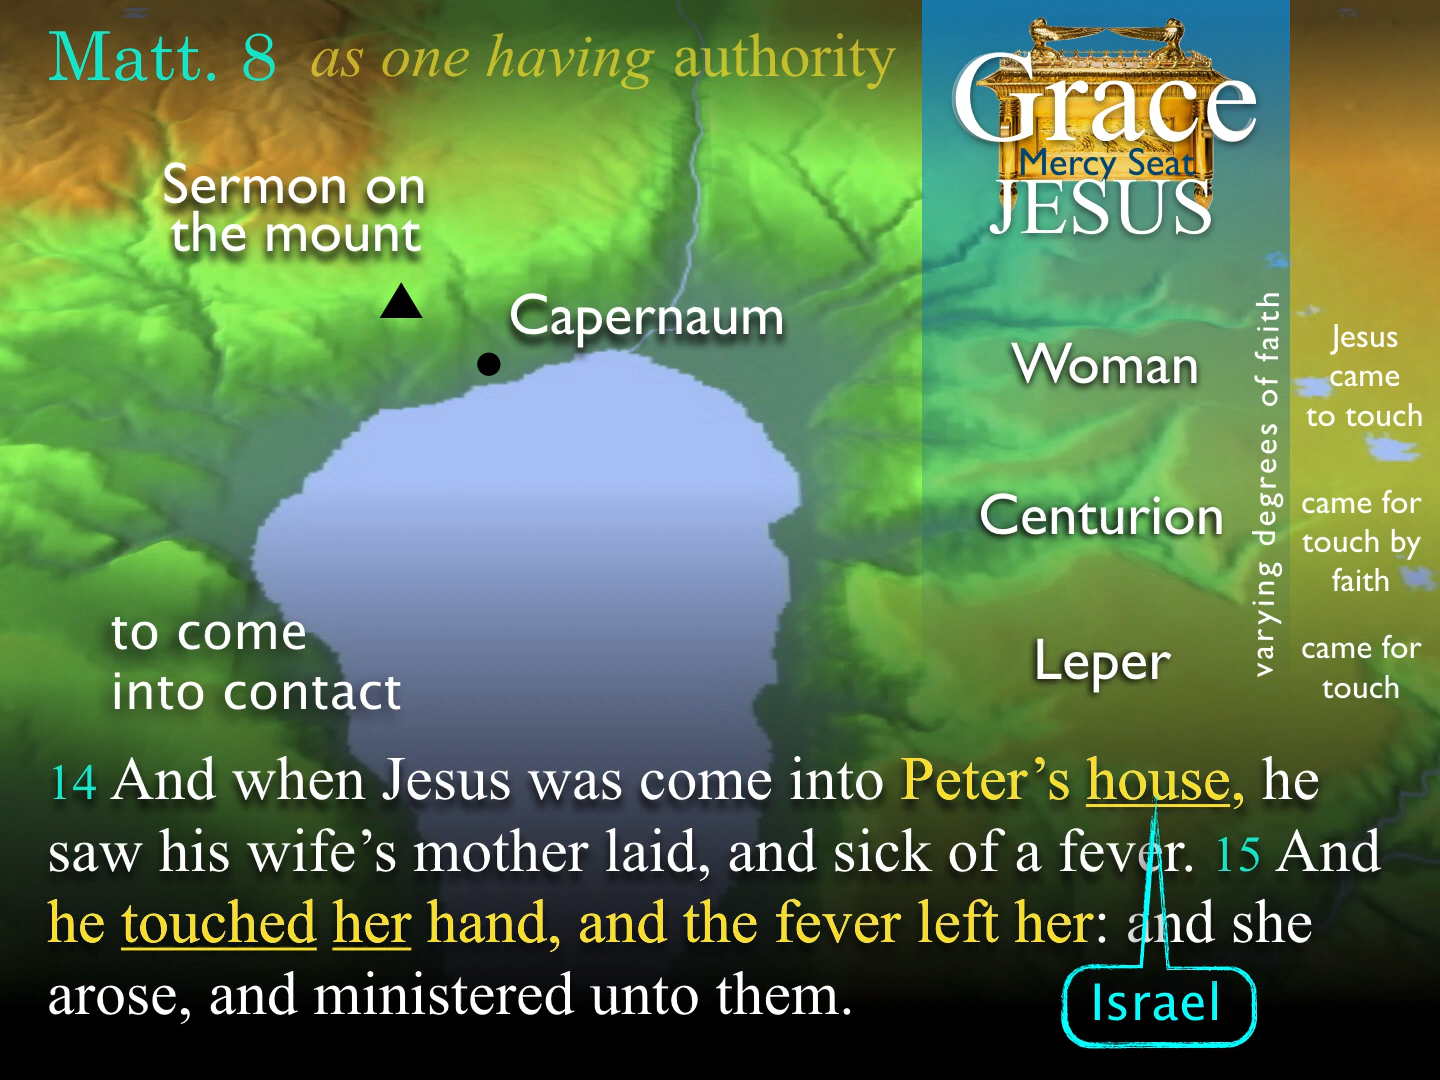 Matt. 8 as one having authority
Grace
Mercy Seat
JESUS
Sermon on
the mount
Capernaum
Woman
Centurion
Leper
varying degrees of faith
Jesus
came
to touch
came for
touch by
faith
came for
touch
to come
into contact
14 And when Jesus was come into Peter’s house, he
saw his wife’s mother laid, and sick of a fever. 15 And
he touched her hand, and the fever left her: and she
arose, and ministered unto them.
Israel